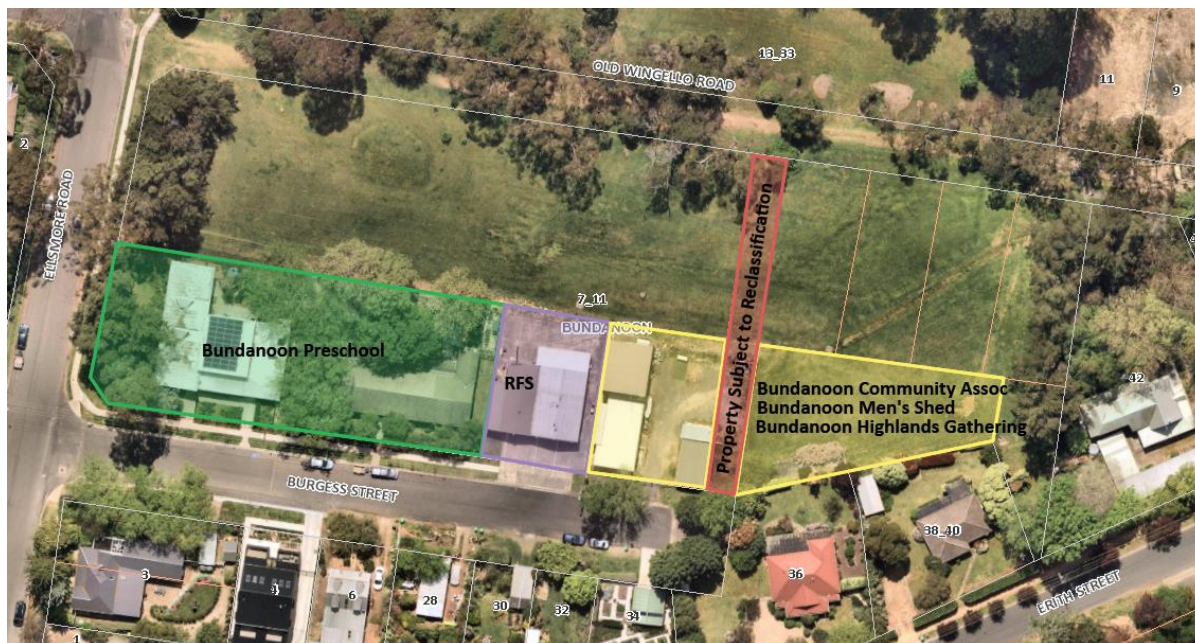 13_33
OLD WINGELLO ROAD
11
9
2
ELLSMORE ROAD
Property Subject to Reclassification
7_11
BUNDANOON
Bundanoon Preschool
RFS
Bundanoon Community Assoc
Bundanoon Men's Shed
Bundanoon Highlands Gathering
42
BURGESS STREET
38_40
3
4
6
28
30
32
34
36
ERITH STREET
1